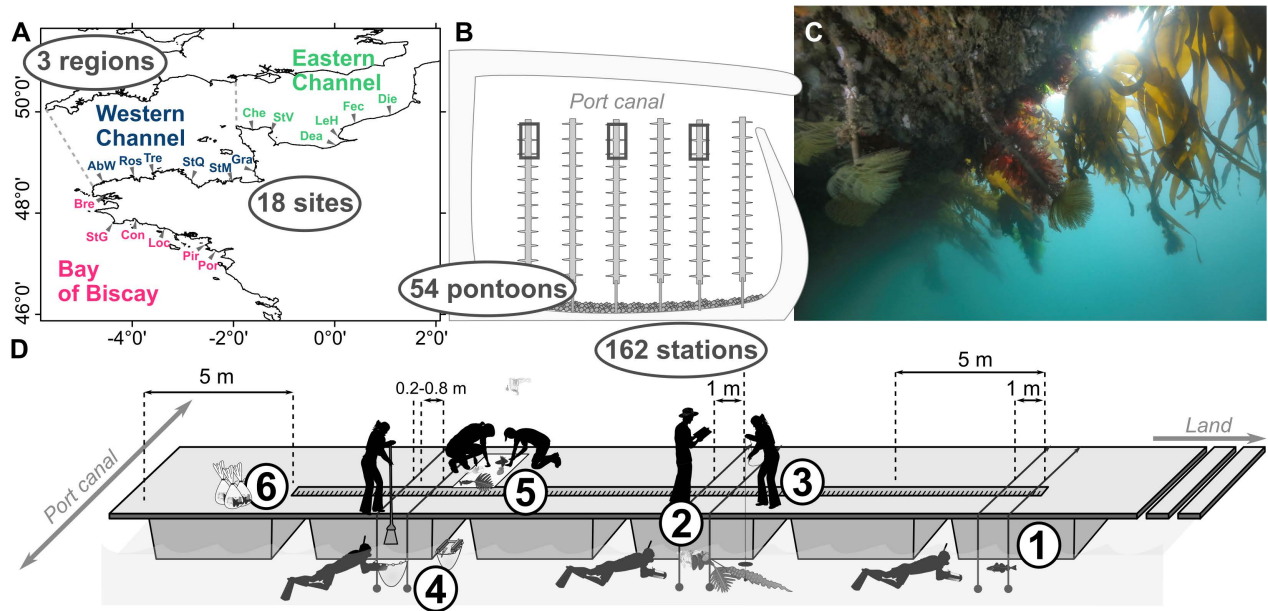 A
3 regions
Eastern
Channel
50°0'
Western
Channel
Che
StV
Fec
Die
LeH
Dea
AbW
Ros
Tre
StQ
StM
Gra
48°0'
Bre
18 sites
StG
Con
Loc
Pir
Por
Bay
of Biscay
46°0'
-4°0'
-2°0'
0°0'
2°0'
B
Port canal
54 pontoons
162 stations
C
D
5 m
0.2-0.8 m
1 m
5 m
1 m
Port canal
Land
6
5
2
3
1
4